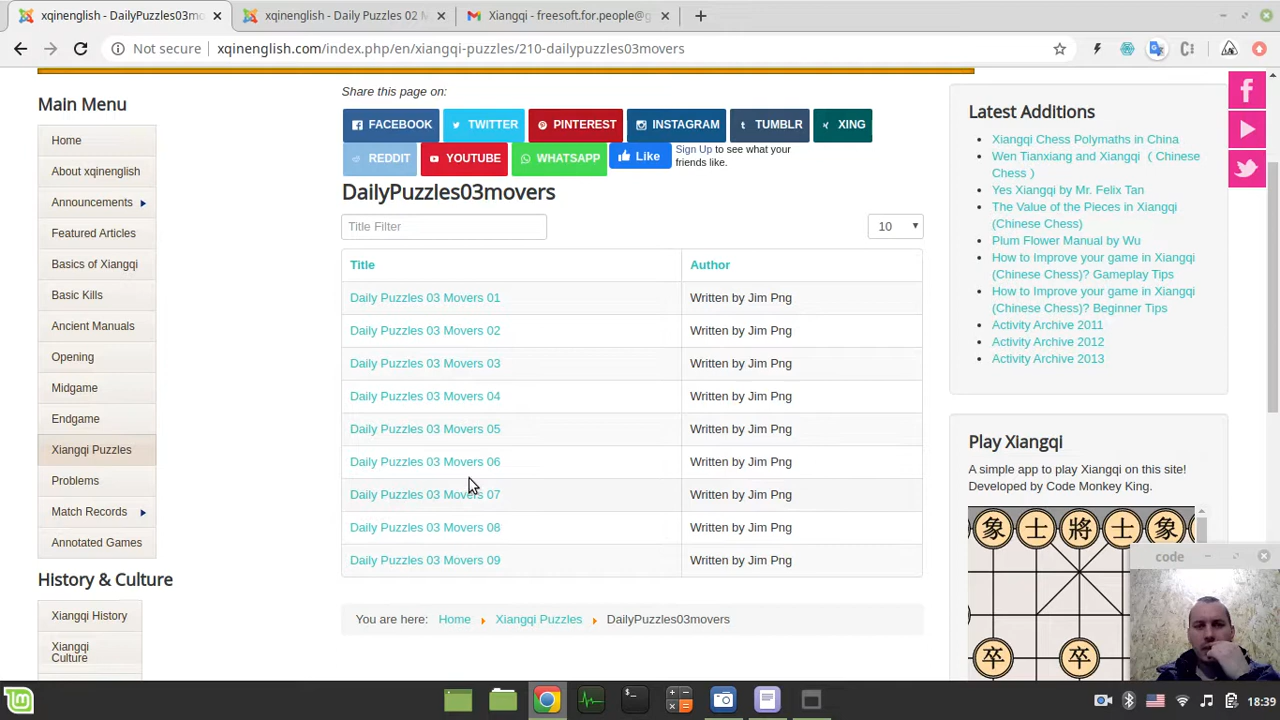 xqinenglish - DailyPuzzles03mo
xqinenglish - Daily Puzzles 02 M
Xiangqi - freesoft.for.people@g
Not secure
xqinenglish.com/index.php/en/xiangqi-puzzles/210-dailypuzzles03movers
Main Menu
Home
About xqinenglish
Announcements
Featured Articles
Basics of Xiangqi
Basic Kills
Ancient Manuals
Opening
Midgame
Endgame
Xiangqi Puzzles
Problems
Match Records
Annotated Games
History & Culture
Xiangqi History
Xiangqi
Culture
Share this page on:
FACEBOOK TWITTER PINTEREST INSTAGRAM TUMBLR XING
REDDIT YOUTUBE WHATSAPP Like Sign Up to see what your
friends like.
DailyPuzzles03movers
Title Filter 10
Title Author
Daily Puzzles 03 Movers 01 Written by Jim Png
Daily Puzzles 03 Movers 02 Written by Jim Png
Daily Puzzles 03 Movers 03 Written by Jim Png
Daily Puzzles 03 Movers 04 Written by Jim Png
Daily Puzzles 03 Movers 05 Written by Jim Png
Daily Puzzles 03 Movers 06 Written by Jim Png
Daily Puzzles 03 Movers 07 Written by Jim Png
Daily Puzzles 03 Movers 08 Written by Jim Png
Daily Puzzles 03 Movers 09 Written by Jim Png
You are here: Home Xiangqi Puzzles DailyPuzzles03movers
Latest Additions
Xiangqi Chess Polymaths in China
Wen Tianxiang and Xiangqi （Chinese
Chess）
Yes Xiangqi by Mr. Felix Tan
The Value of the Pieces in Xiangqi
(Chinese Chess)
Plum Flower Manual by Wu
How to Improve your game in Xiangqi
(Chinese Chess)? Gameplay Tips
How to Improve your game in Xiangqi
(Chinese Chess)? Beginner Tips
Activity Archive 2011
Activity Archive 2012
Activity Archive 2013
Play Xiangqi
A simple app to play Xiangqi on this site!
Developed by Code Monkey King.
象 士 將 士 象
卒 卒
code
18:39